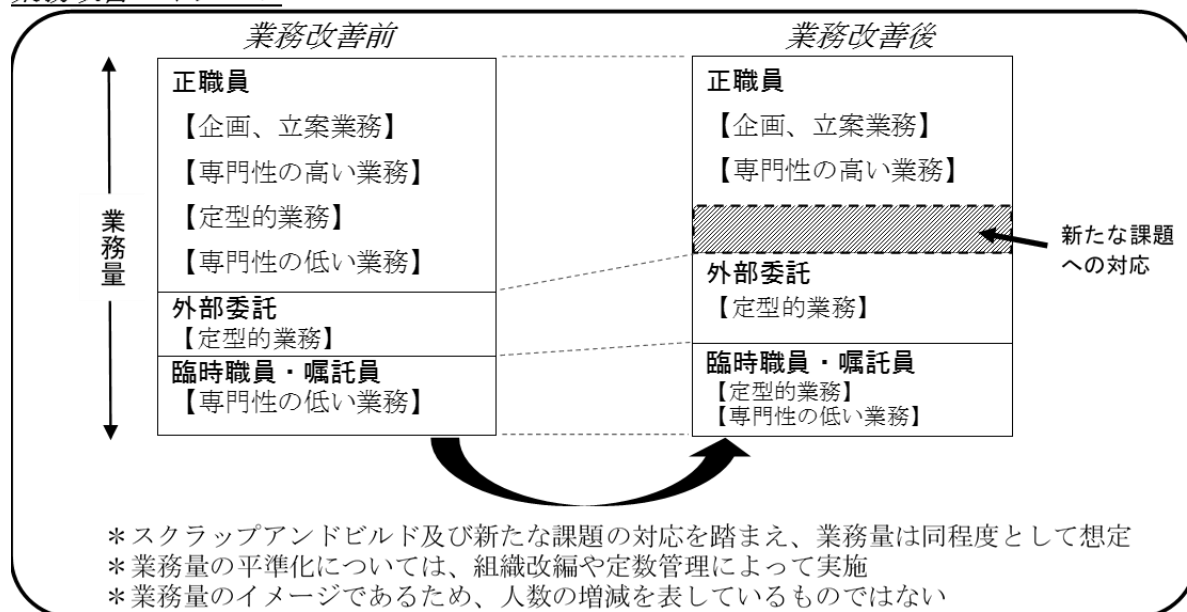 業務改善前
正職員
【企画、立案業務】
【専門性の高い業務】
【定型的業務】
【専門性の低い業務】
外部委託
【定型的業務】
臨時職員・嘱託員
【専門性の低い業務】
業務量
業務改善後
正職員
【企画、立案業務】
【専門性の高い業務】
外部委託
【定型的業務】
臨時職員・嘱託員
【定型的業務】
【専門性の低い業務】
新たな課題
への対応
＊スクラップアンドビルド及び新たな課題の対応を踏まえ、業務量は同程度として想定
＊業務量の平準化については、組織改編や定数管理によって実施
＊業務量のイメージであるため、人数の増減を表しているものではない